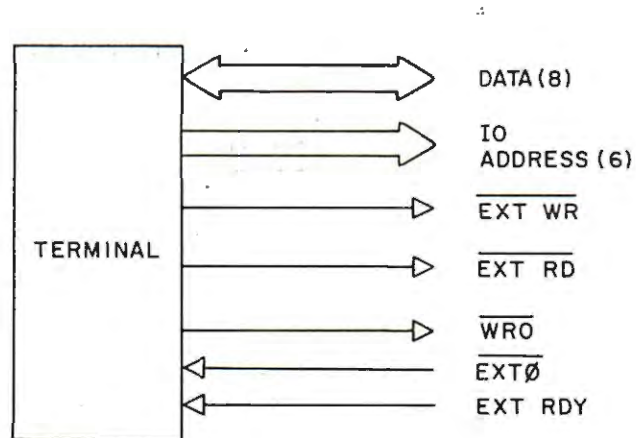 DATA (8)
IO
ADDRESS (6)
EXT WR
TERMINAL
EXT RD
WRO
EXTØ
EXT RDY